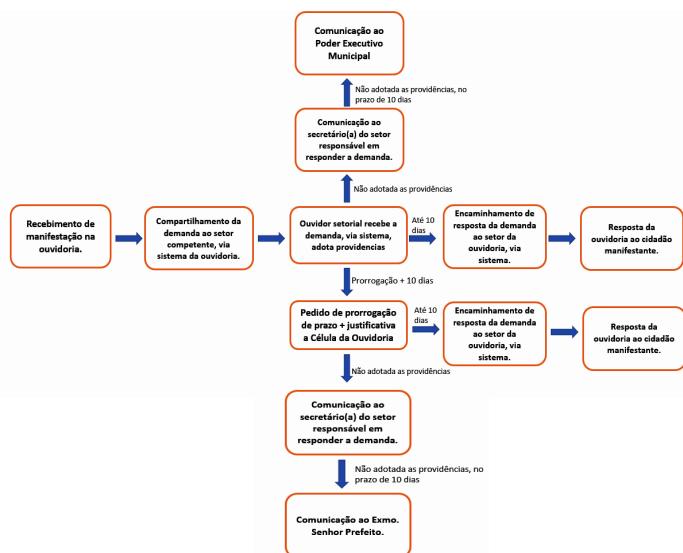 Comunicação ao
Poder Executivo
Municipal
Não adotada as providências, no
prazo de 10 dias
Comunicação ao
secretário(a) do setor
responsável em
responder a demanda.
Não adotada as providências
Recebimento de
manifestação na
ouvidoria.
Compartilhamento da
demanda ao setor
competente, via
sistema da ouvidoria.
Ouvidor setorial recebe a
demanda, via sistema,
adota providencias
Até 10
dias
Encaminhamento de
resposta da demanda
ao setor da
ouvidoria, via
sistema.
Resposta da
ouvidoria ao cidadão
manifestante.
Prorrogação + 10 dias
Pedido de prorrogação
de prazo + justificativa
a Célula da Ouvidoria
Até 10
dias
Encaminhamento de
resposta da demanda
ao setor da
ouvidoria, via
sistema.
Resposta da
ouvidoria ao cidadão
manifestante.
Não adotada as providências
Comunicação ao
secretário(a) do setor
responsável em
responder a demanda.
Não adotada as providências, no
prazo de 10 dias
Comunicação ao Exmo.
Senhor Prefeito.